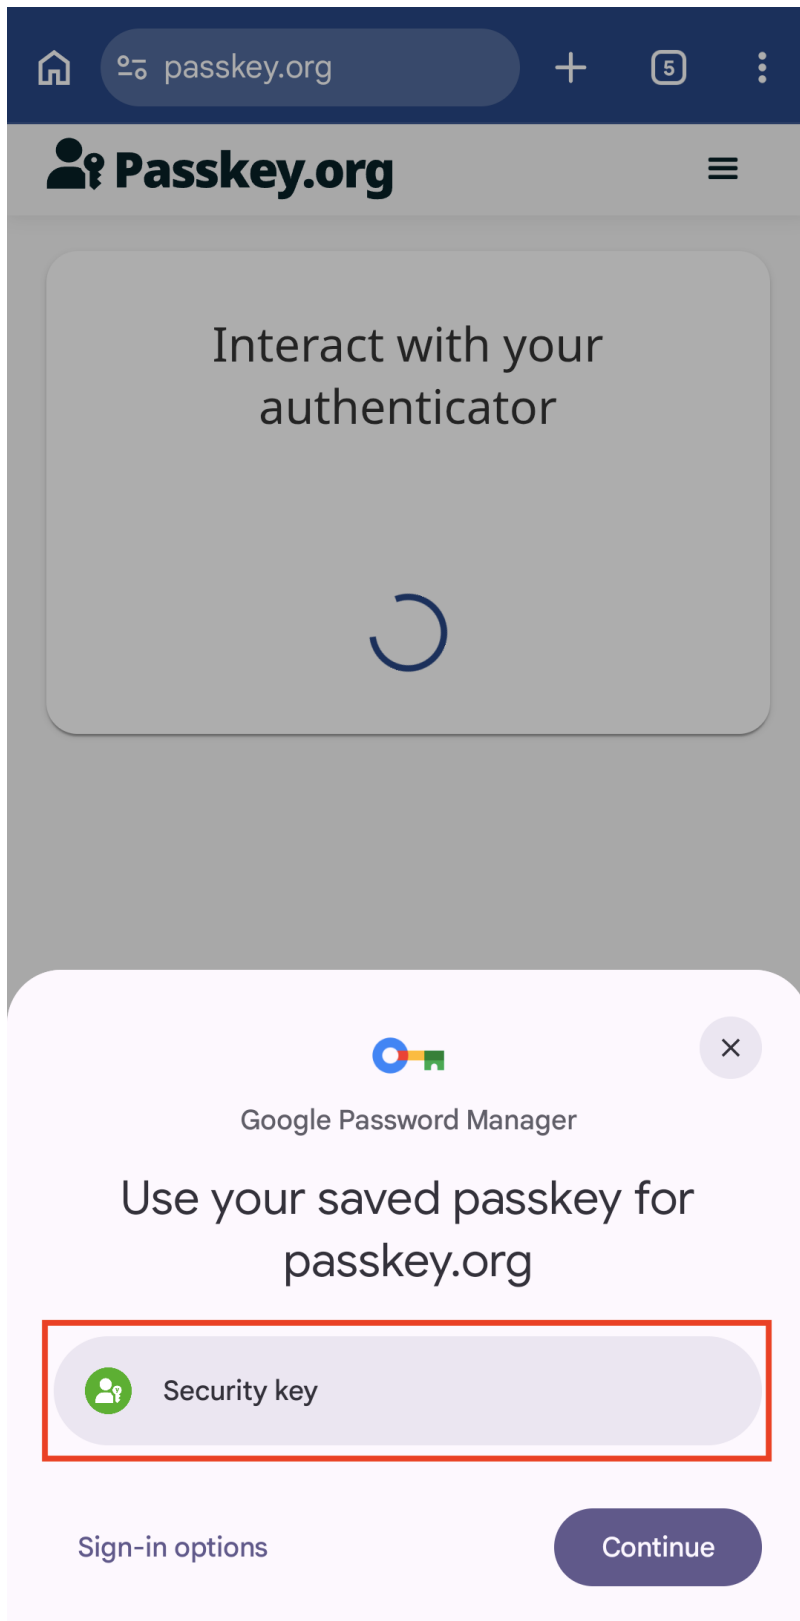 passkey.org
5
Passkey.org
Interact with your
authenticator
Google Password Manager
Use your saved passkey for
passkey.org
Security key
Sign-in options
Continue